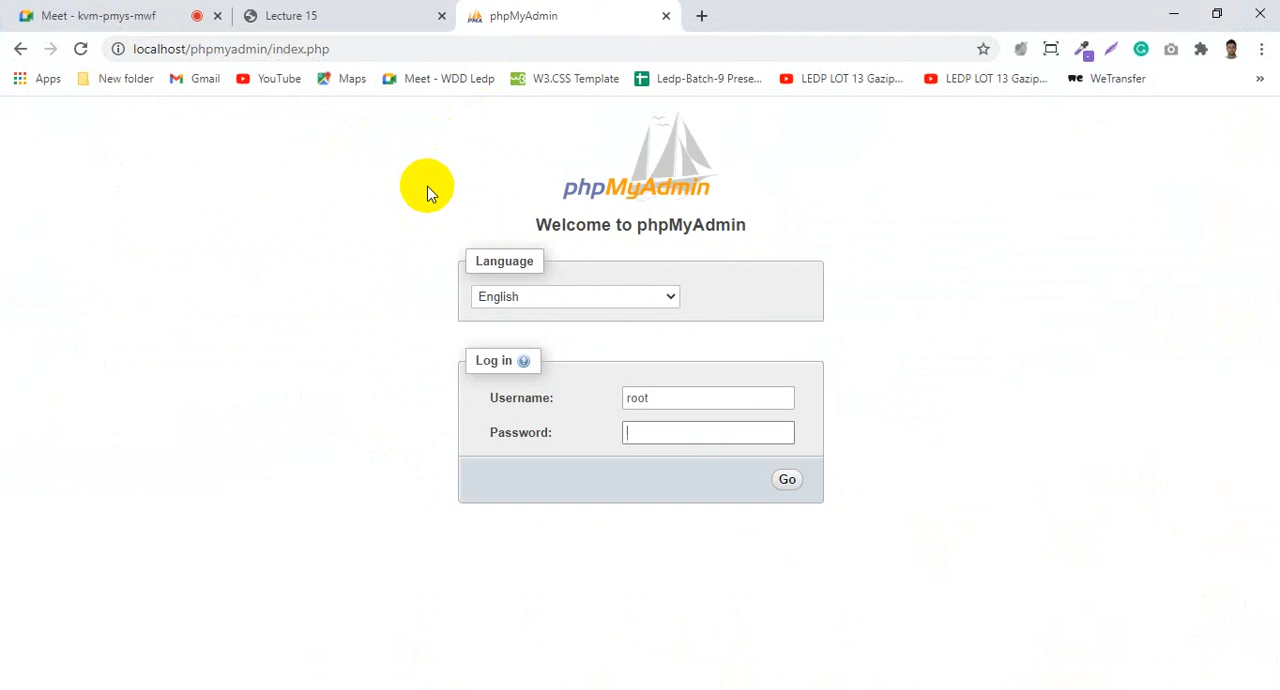 Meet - kvm-pmys-mwf
Lecture 15
phpMyAdmin
localhost/phpmyadmin/index.php
Apps
New folder
Gmail
YouTube
Maps
Meet - WDD Ledp
W3.CSS Template
Ledp-Batch-9 Prese...
LEDP LOT 13 Gazip...
LEDP LOT 13 Gazip...
WeTransfer
»
phpMyAdmin
Welcome to phpMyAdmin
Language
English
Log in
Username:
root
Password:
Go